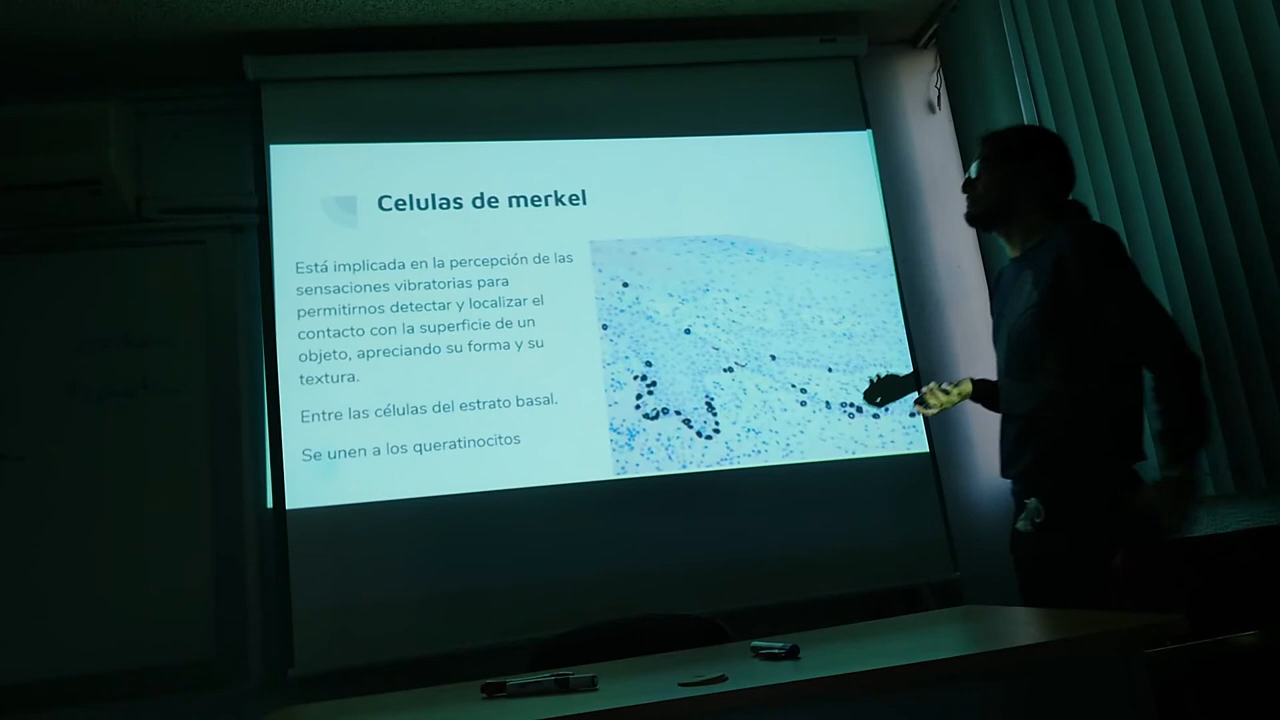 Celulas de merkel
Está implicada en la percepción de las
sensaciones vibratorias para
permitirnos detectar y localizar el
contacto con la superficie de un
objeto, apreciando su forma y su
textura.
Entre las células del estrato basal.
Se unen a los queratinocitos